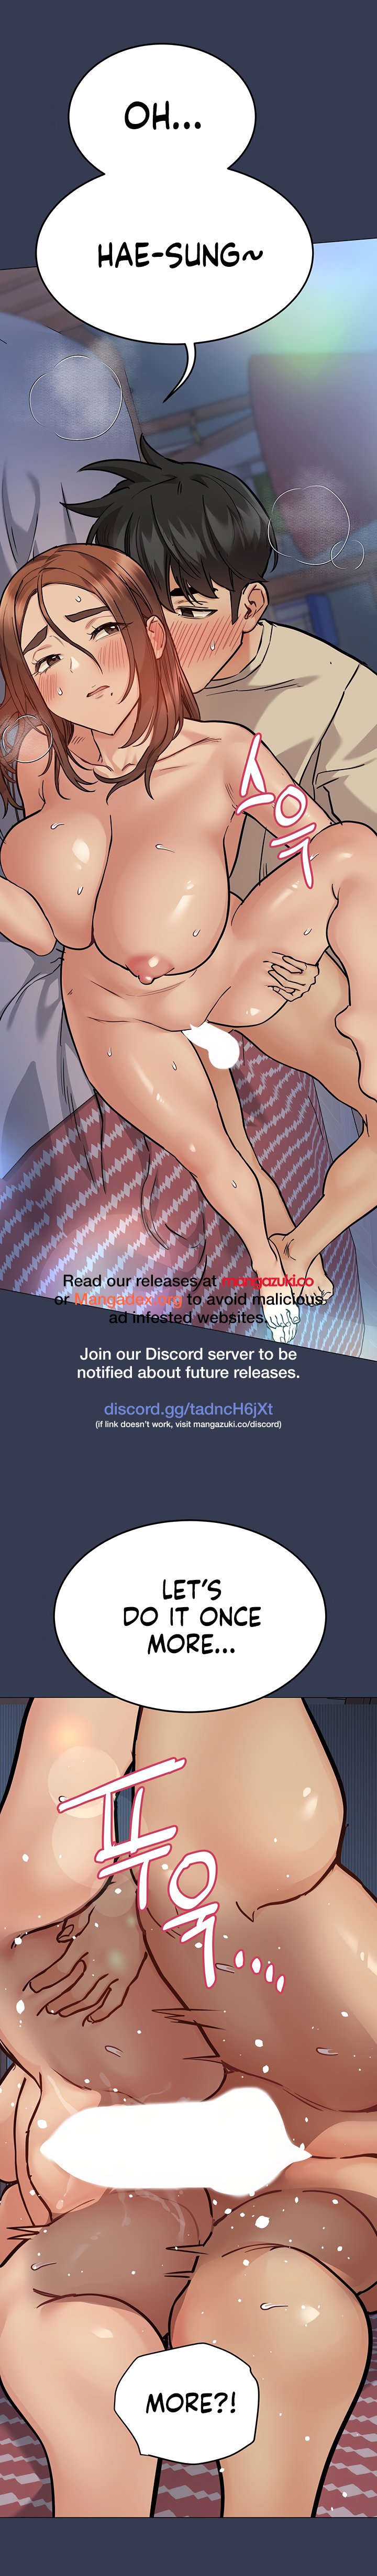 OH...
HAE-SUNG~
스윽
Read our releases at mangazuki.co
or Mangadex.org to avoid malicious
ad infested websites.
Join our Discord server to be
notified about future releases.
discord.gg/tadncH6jXt
(if link doesn't work, visit mangazuki.co/discord)
LET'S
DO IT ONCE
MORE...
푸욱...
MORE?!